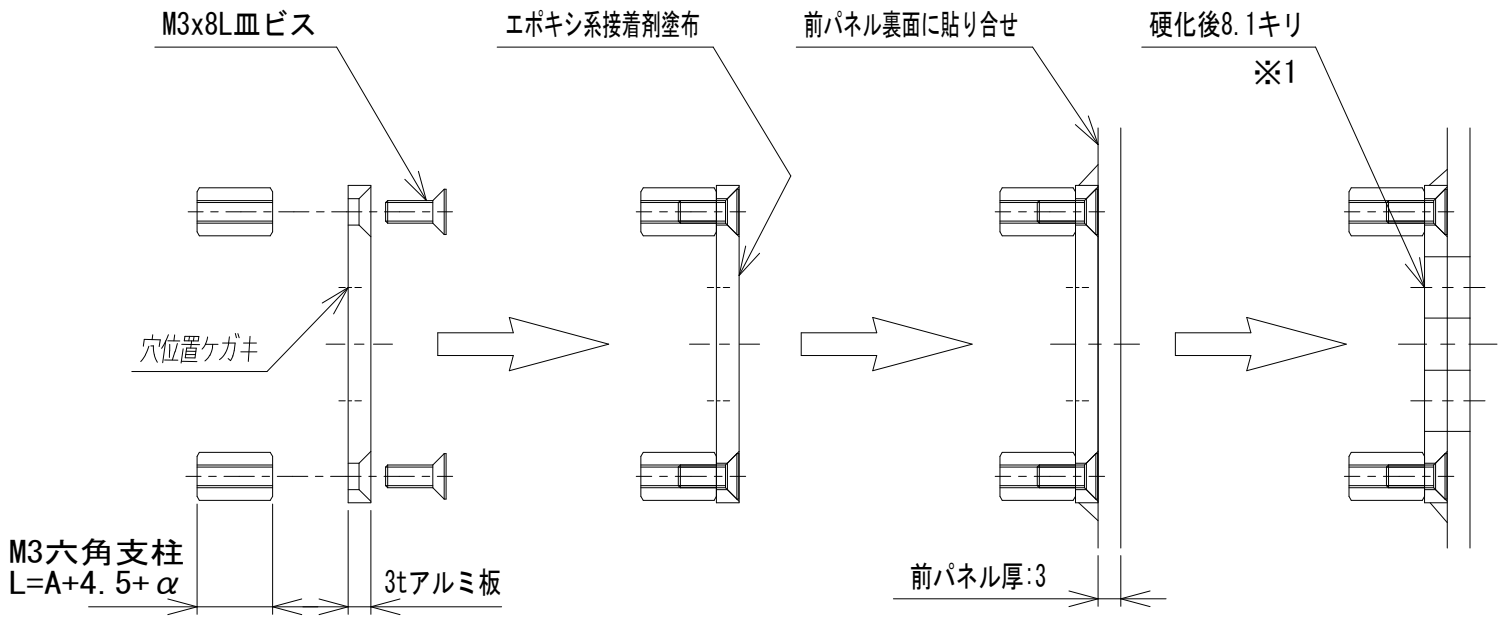 M3x8L皿ビス
エポキシ系接着剤塗布
前パネル裏面に貼り合せ
硬化後8.1キリ
※1
穴位置ケガキ
M3六角支柱
L=A+4.5+α
3tアルミ板
前パネル厚:3